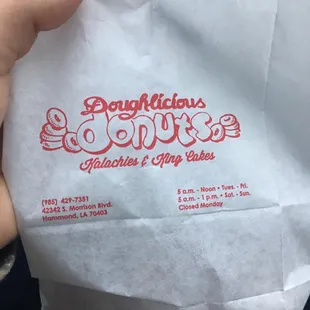 Doughlicious
DONUTS
Kolachies & King Cakes
(985) 429-7351
42342 S. Morrison Blvd.
Hammond, LA 70403
5 a.m. - Noon • Tues. - Fri.
5 a.m. - 1 p.m. • Sat. - Sun.
Closed Monday